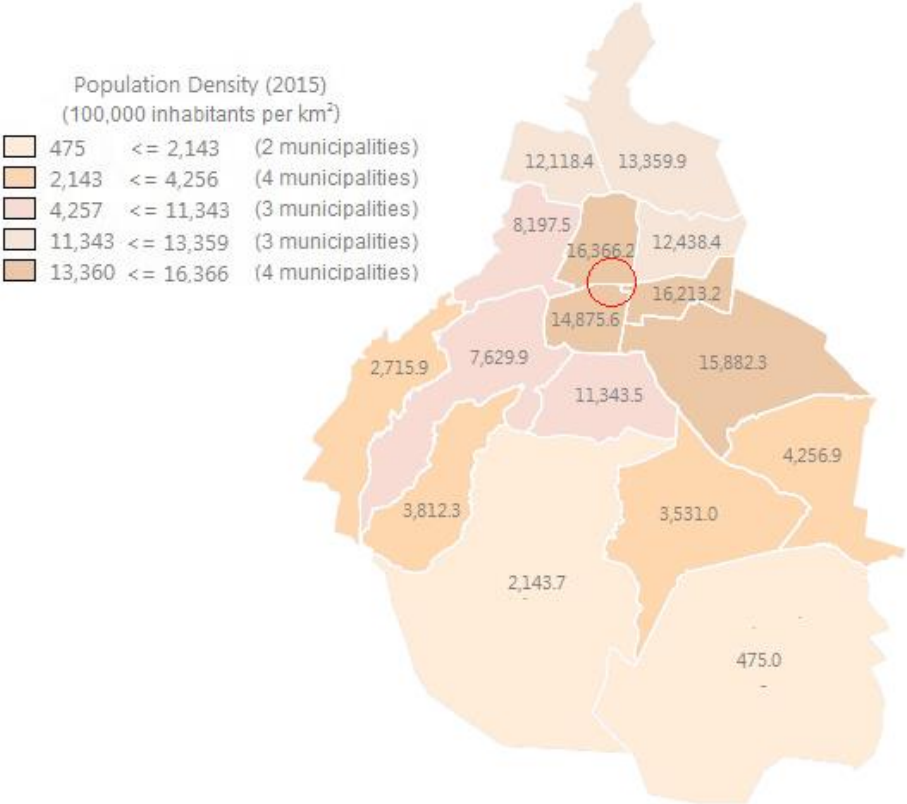 Population Density (2015)
(100,000 inhabitants per km²)
475 <= 2,143 (2 municipalities)
2,143 <= 4,256 (4 municipalities)
4,257 <= 11,343 (3 municipalities)
11,343 <= 13,359 (3 municipalities)
13,360 <= 16,366 (4 municipalities)
12,118.4
13,359.9
8,197.5
16,366.2
12,438.4
16,213.2
14,875.6
2,715.9
7,629.9
15,882.3
11,343.5
4,256.9
3,812.3
3,531.0
2,143.7
475.0